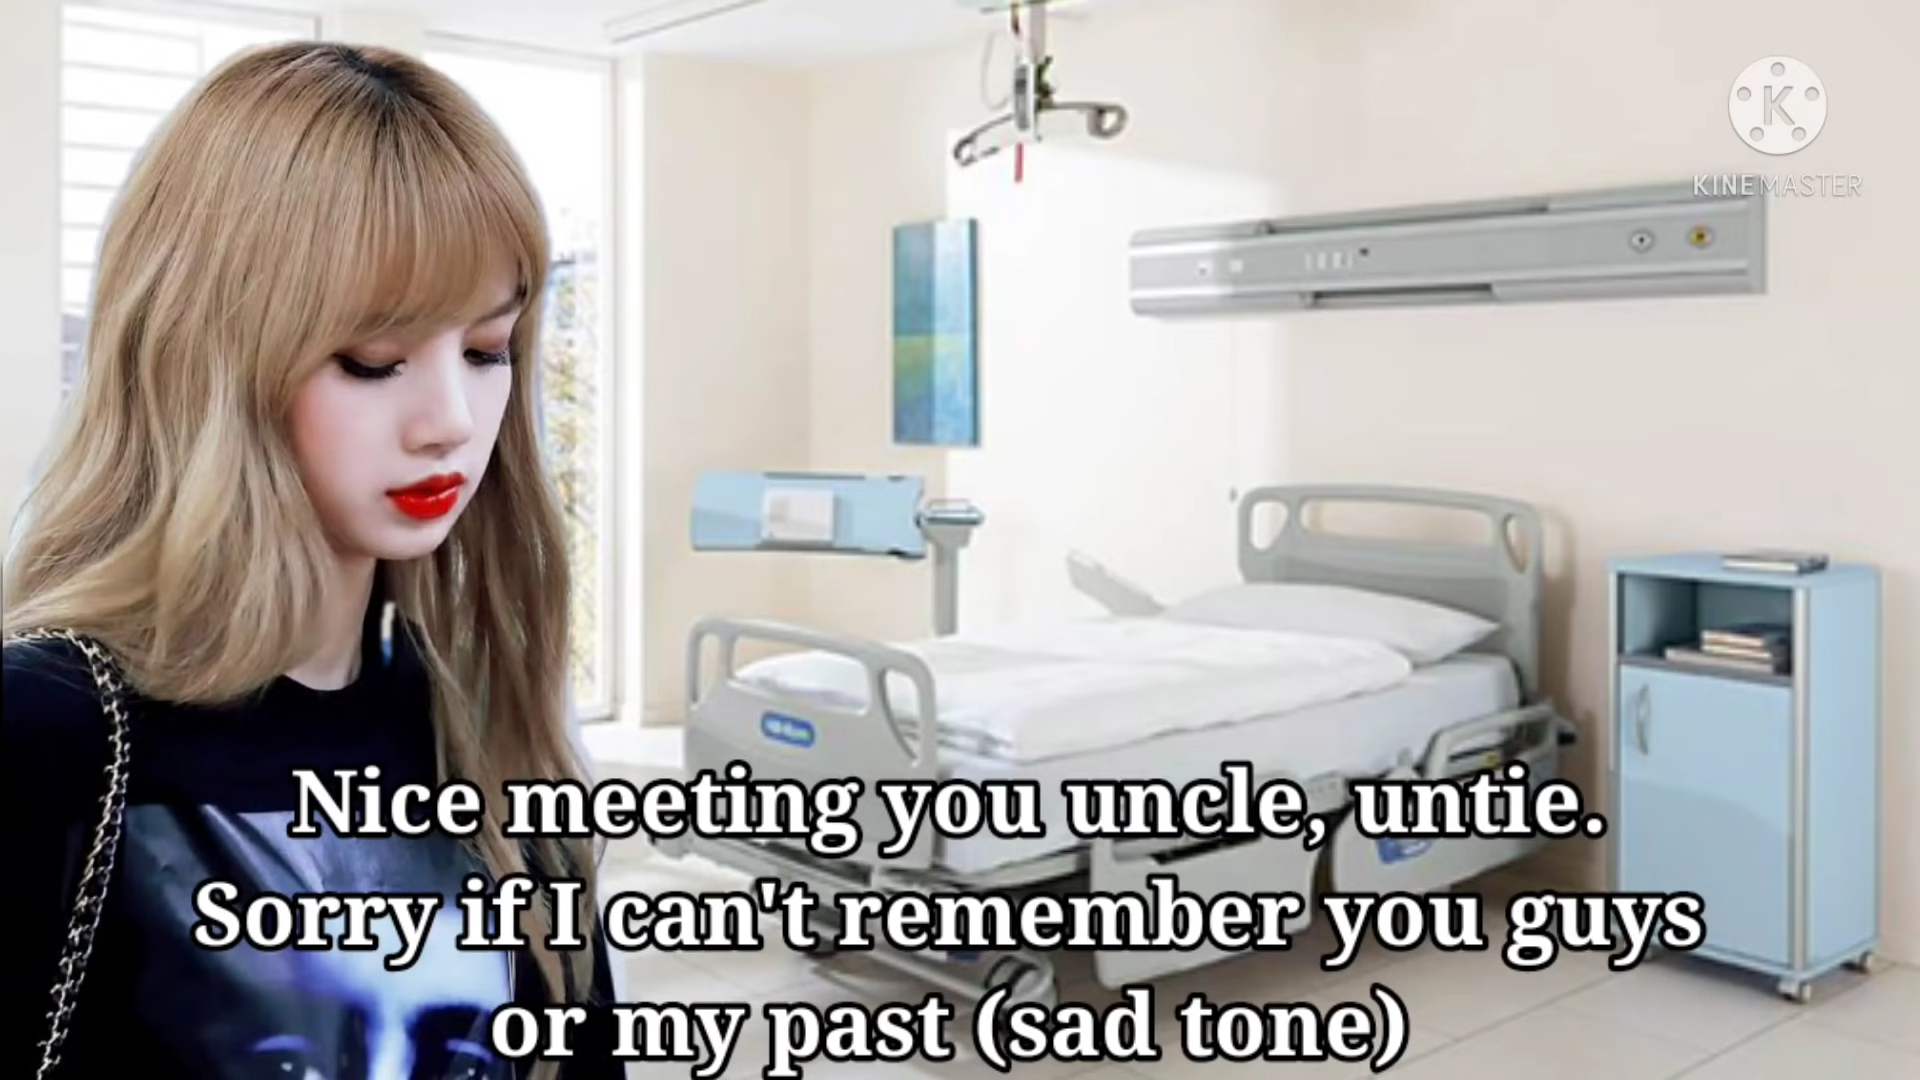 K
KINEMASTER
Nice meeting you uncle, untie.
Sorry if I can't remember you guys
or my past (sad tone)